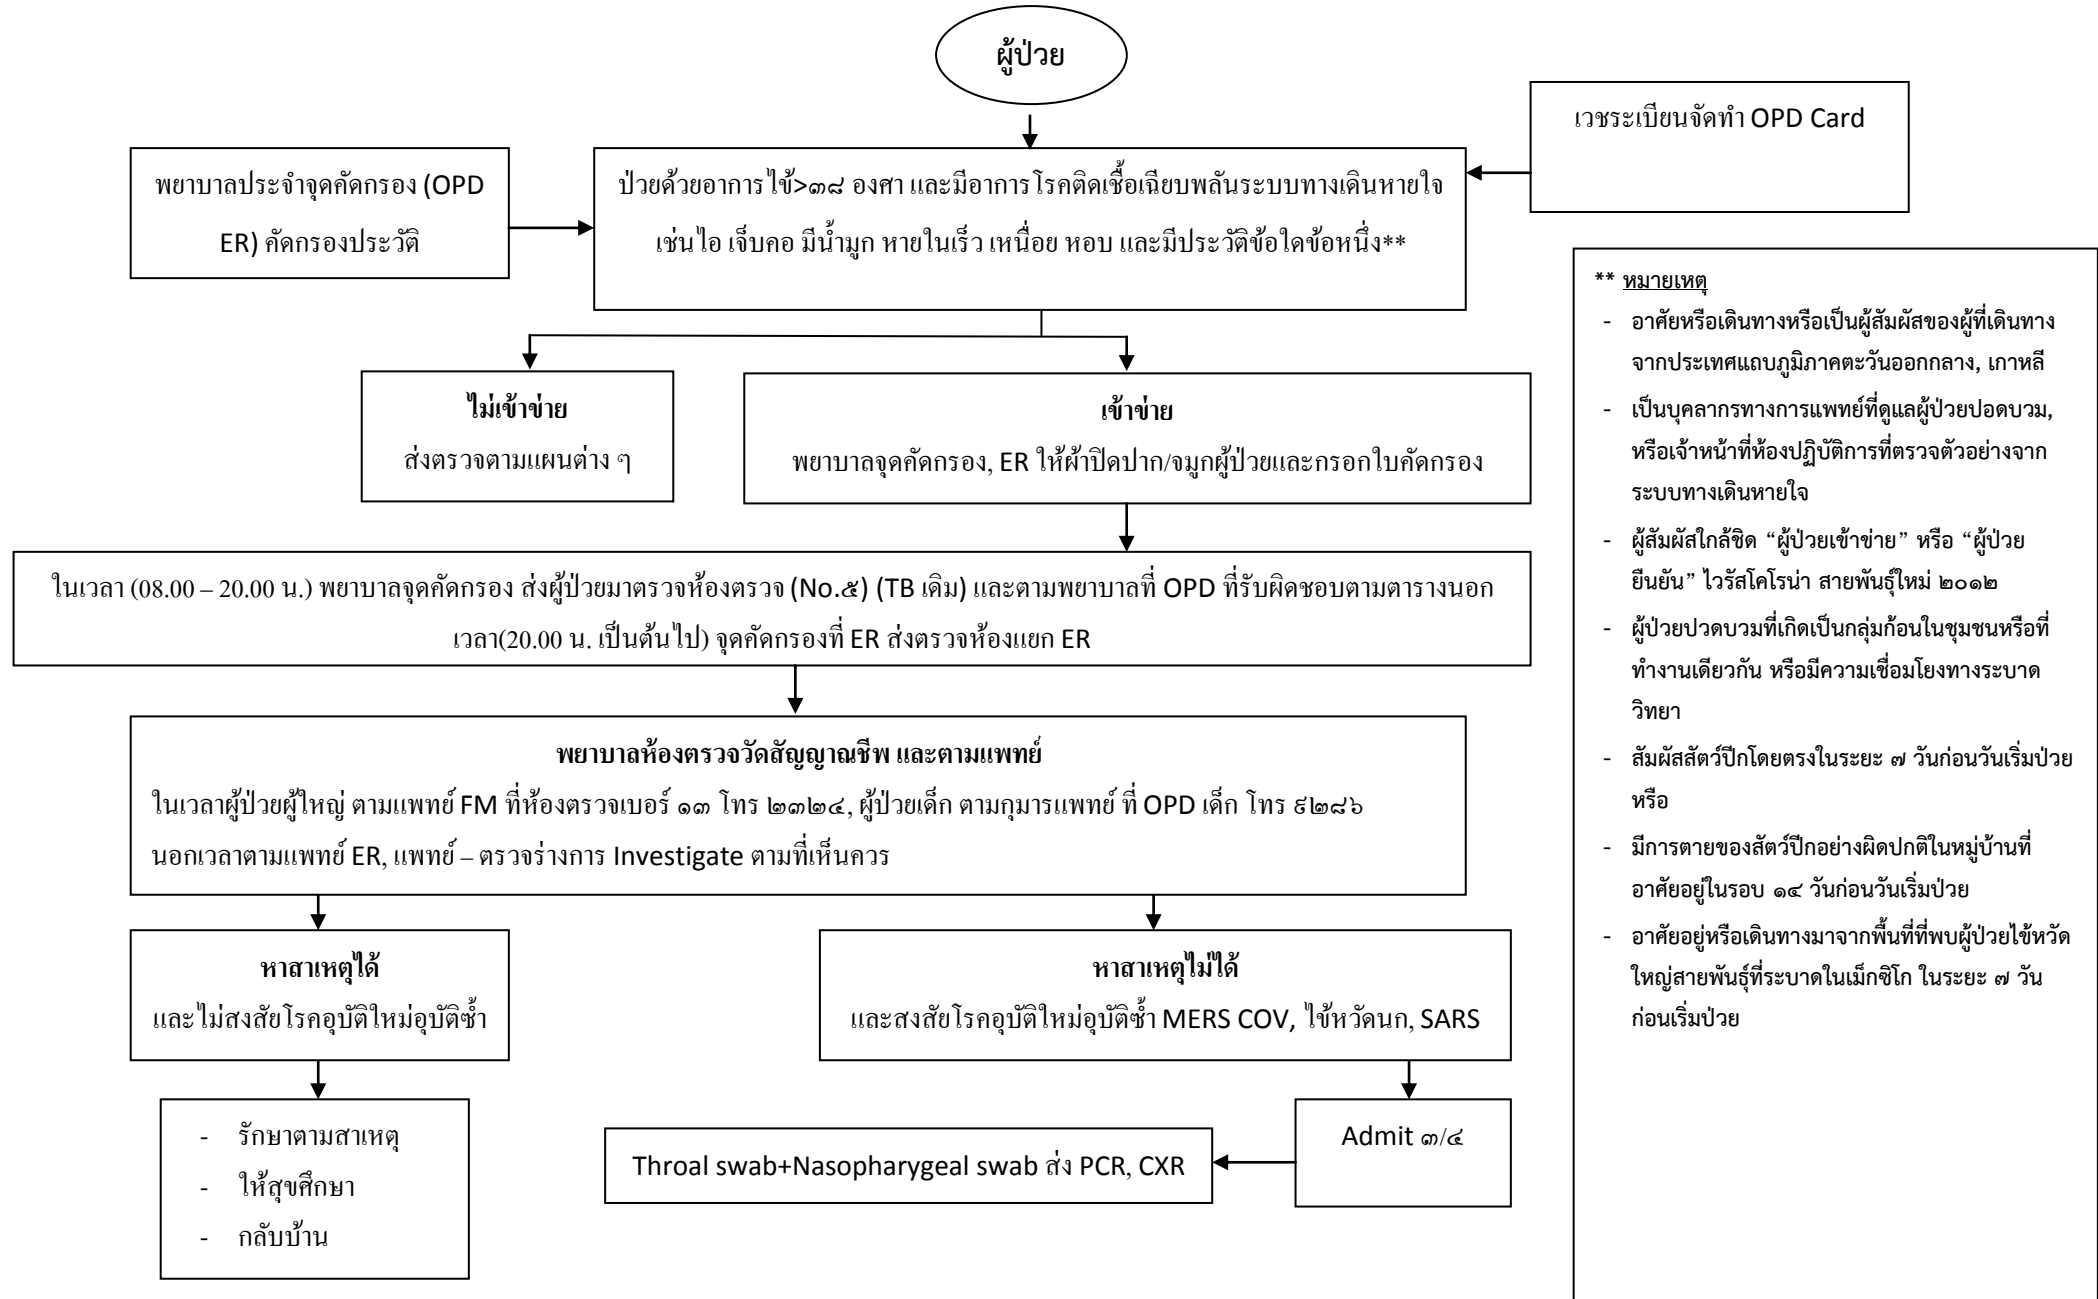 ผู้ป่วย
เวชระเบียนจัดทำ OPD Card
พยาบาลประจำจุดคัดกรอง (OPD
ER) คัดกรองประวัติ
ป่วยด้วยอาการไข้>๓๘ องศา และมีอาการโรคติดเชื้อเฉียบพลันระบบทางเดินหายใจ
เช่นไอ เจ็บคอ มีน้ำมูก หายในเร็ว เหนื่อย หอบ และมีประวัติข้อใดข้อหนึ่ง**
ไม่เข้าข่าย
ส่งตรวจตามแผนต่าง ๆ
เข้าข่าย
พยาบาลจุดคัดกรอง, ER ให้ผ้าปิดปาก/จมูกผู้ป่วยและกรอกใบคัดกรอง
ในเวลา (08.00 – 20.00 น.) พยาบาลจุดคัดกรอง ส่งผู้ป่วยมาตรวจห้องตรวจ (No.๕) (TB เดิม) และตามพยาบาลที่ OPD ที่รับผิดชอบตามตารางนอก
เวลา(20.00 น. เป็นต้นไป) จุดคัดกรองที่ ER ส่งตรวจห้องแยก ER
พยาบาลห้องตรวจวัดสัญญาณชีพ และตามแพทย์
ในเวลาผู้ป่วยผู้ใหญ่ ตามแพทย์ FM ที่ห้องตรวจเบอร์ ๑๓ โทร ๒๓๒๔, ผู้ป่วยเด็ก ตามกุมารแพทย์ ที่ OPD เด็ก โทร ๙๒๘๖
นอกเวลาตามแพทย์ ER, แพทย์ – ตรวจร่างการ Investigate ตามที่เห็นควร
หาสาเหตุได้
และไม่สงสัยโรคอุบัติใหม่อุบัติซ้ำ
หาสาเหตุไม่ได้
และสงสัยโรคอุบัติใหม่อุบัติซ้ำ MERS COV, ไข้หวัดนก, SARS
- รักษาตามสาเหตุ
- ให้สุขศึกษา
- กลับบ้าน
Admit ๓/๔
Throal swab+Nasopharygeal swab ส่ง PCR, CXR
** หมายเหตุ
- อาศัยหรือเดินทางหรือเป็นผู้สัมผัสของผู้ที่เดินทาง
จากประเทศแถบภูมิภาคตะวันออกกลาง, เกาหลี
- เป็นบุคลากรทางการแพทย์ที่ดูแลผู้ป่วยปอดบวม,
หรือเจ้าหน้าที่ห้องปฏิบัติการที่ตรวจตัวอย่างจาก
ระบบทางเดินหายใจ
- ผู้สัมผัสใกล้ชิด “ผู้ป่วยเข้าข่าย” หรือ “ผู้ป่วย
ยืนยัน” ไวรัสโคโรน่า สายพันธุ์ใหม่ ๒๐๑๒
- ผู้ป่วยปวดบวมที่เกิดเป็นกลุ่มก้อนในชุมชนหรือที่
ทำงานเดียวกัน หรือมีความเชื่อมโยงทางระบาด
วิทยา
- สัมผัสสัตว์ปีกโดยตรงในระยะ ๗ วันก่อนวันเริ่มป่วย
หรือ
- มีการตายของสัตว์ปีกอย่างผิดปกติในหมู่บ้านที่
อาศัยอยู่ในรอบ ๑๔ วันก่อนวันเริ่มป่วย
- อาศัยอยู่หรือเดินทางมาจากพื้นที่ที่พบผู้ป่วยไข้หวัด
ใหญ่สายพันธุ์ที่ระบาดในเม็กซิโก ในระยะ ๗ วัน
ก่อนเริ่มป่วย